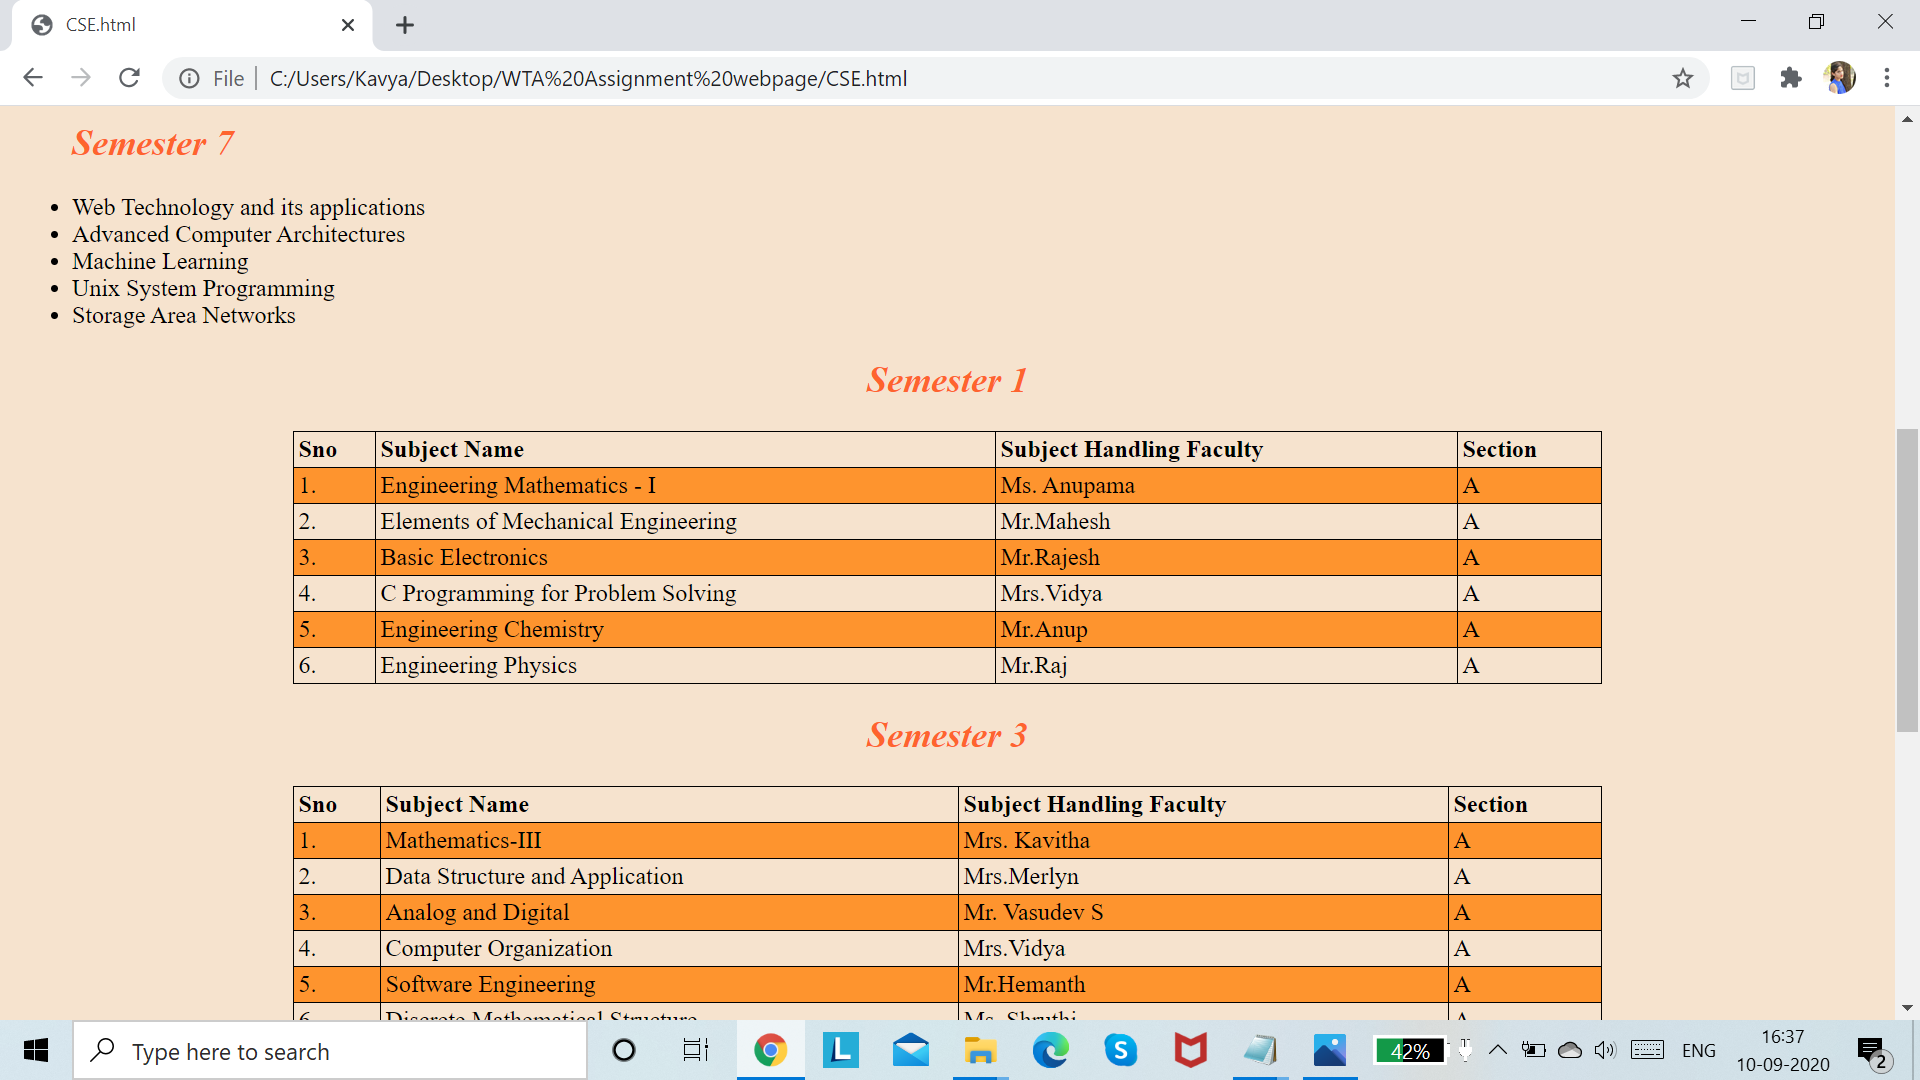 CSE.html
File C:/Users/Kavya/Desktop/WTA%20Assignment%20webpage/CSE.html
Semester 7
• Web Technology and its applications
• Advanced Computer Architectures
• Machine Learning
• Unix System Programming
• Storage Area Networks
Semester 1
Sno Subject Name Subject Handling Faculty Section
1. Engineering Mathematics - I Ms. Anupama A
2. Elements of Mechanical Engineering Mr.Mahesh A
3. Basic Electronics Mr.Rajesh A
4. C Programming for Problem Solving Mrs.Vidya A
5. Engineering Chemistry Mr.Anup A
6. Engineering Physics Mr.Raj A
Semester 3
Sno Subject Name Subject Handling Faculty Section
1. Mathematics-III Mrs. Kavitha A
2. Data Structure and Application Mrs.Merlyn A
3. Analog and Digital Mr. Vasudev S A
4. Computer Organization Mrs.Vidya A
5. Software Engineering Mr.Hemanth A
6. Discrete Mathematical Structure Ms. Shruthi A
Type here to search
L
S
42%
ENG
16:37
10-09-2020
2